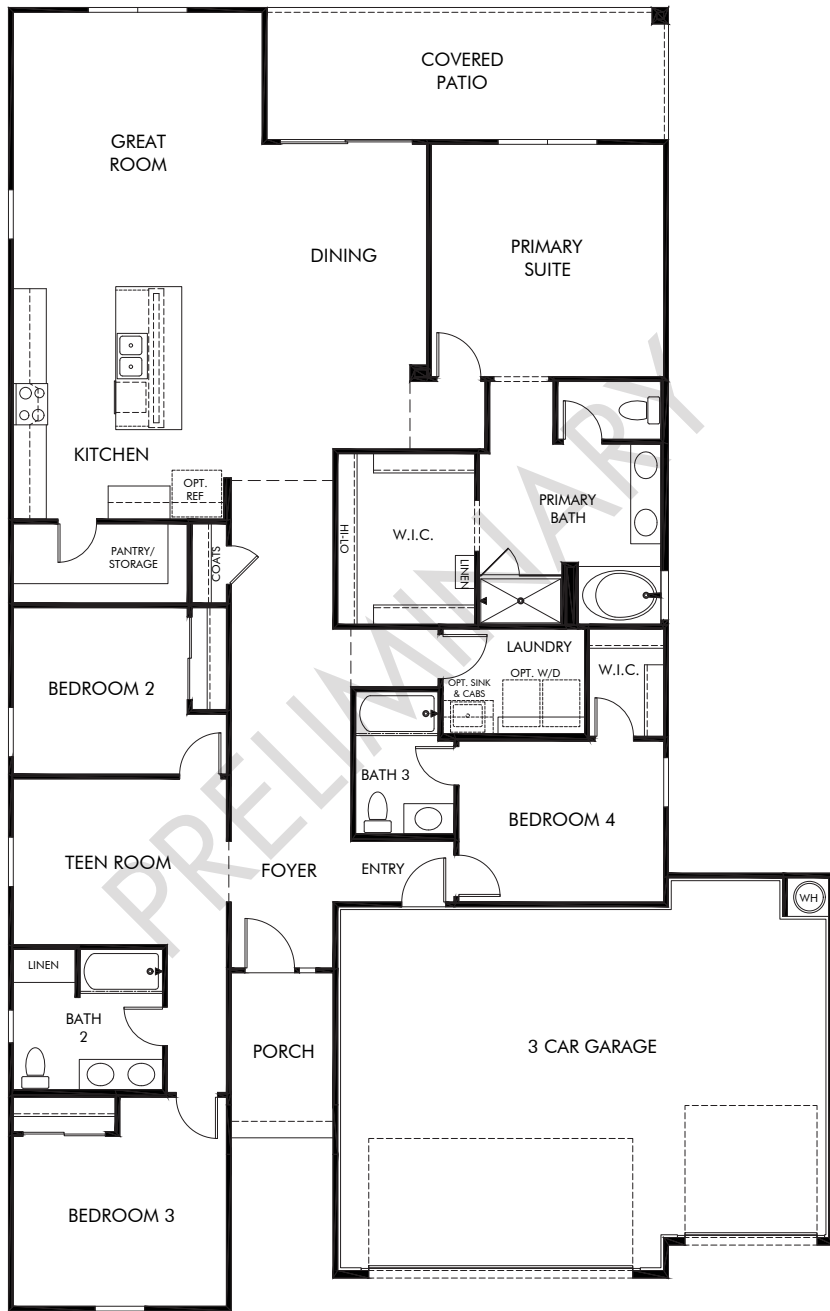 COVERED
PATIO
GREAT
ROOM
DINING
PRIMARY
SUITE
KITCHEN
OPT.
REF
PANTRY/
STORAGE
COATS
HI-LO
W.I.C.
LINEN
PRIMARY
BATH
BEDROOM 2
LAUNDRY
OPT. W/D
OPT. SINK
& CABS
W.I.C.
BATH 3
BEDROOM 4
TEEN ROOM
FOYER
ENTRY
WH
LINEN
BATH
2
PORCH
3 CAR GARAGE
BEDROOM 3
PRELIMINARY